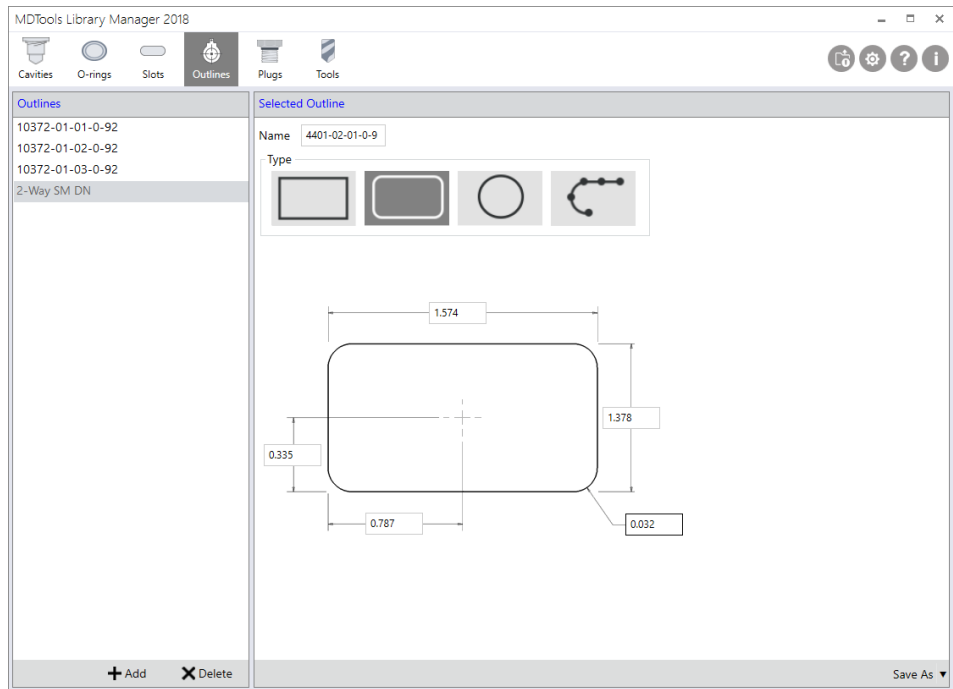 MDTools Library Manager 2018
Cavities O-rings Slots Outlines Plugs Tools
Outlines
10372-01-01-0-92
10372-01-02-0-92
10372-01-03-0-92
2-Way SM DN
Add Delete
Selected Outline
Name 4401-02-01-0-9
Type
1.574
1.378
0.335
0.787
0.032
Save As